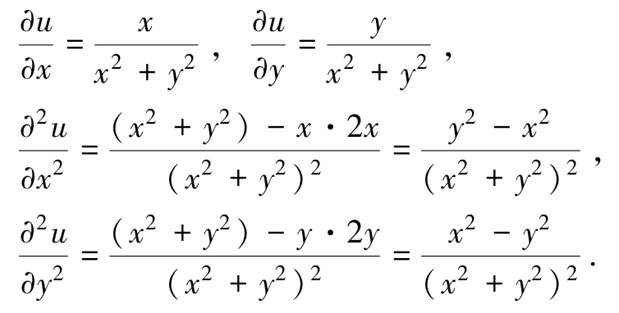 ∂u/∂x = x/(x² + y²) , ∂u/∂y = y/(x² + y²) ,
∂²u/∂x² = ((x² + y²) - x · 2x)/(x² + y²)² = (y² - x²)/(x² + y²)² ,
∂²u/∂y² = ((x² + y²) - y · 2y)/(x² + y²)² = (x² - y²)/(x² + y²)² .